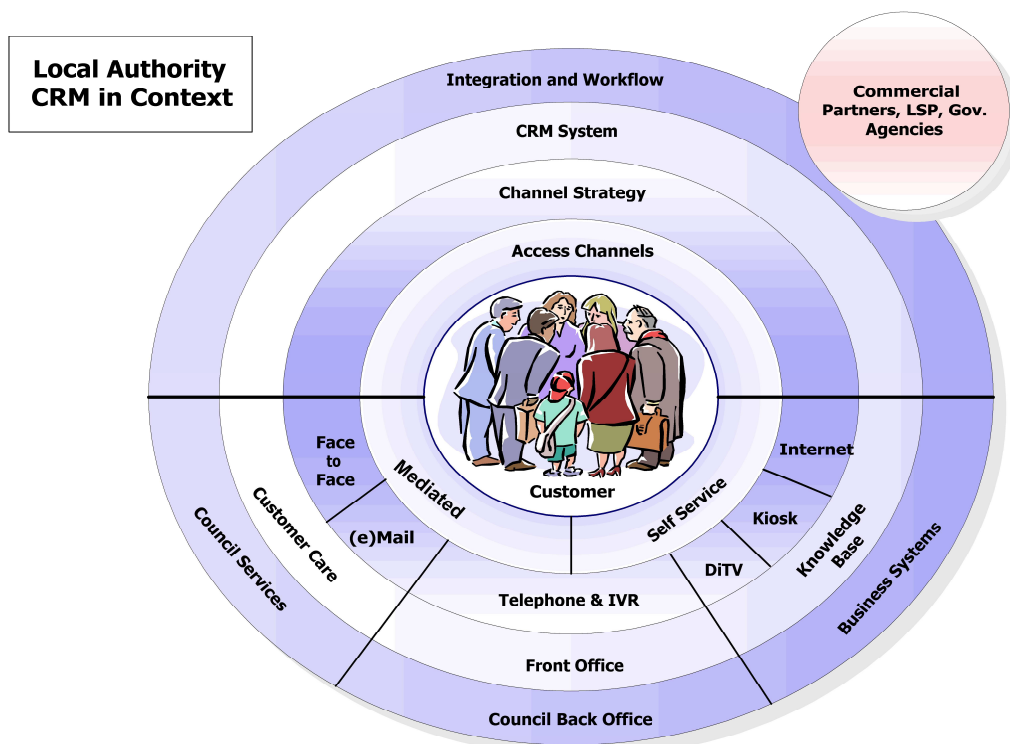 Local Authority
CRM in Context
Commercial
Partners, LSP, Gov.
Agencies
Integration and Workflow
CRM System
Channel Strategy
Access Channels
Customer
Mediated
Self Service
Face
to
Face
(e)Mail
Telephone & IVR
DiTV
Kiosk
Internet
Customer Care
Front Office
Knowledge
Base
Council Services
Council Back Office
Business Systems